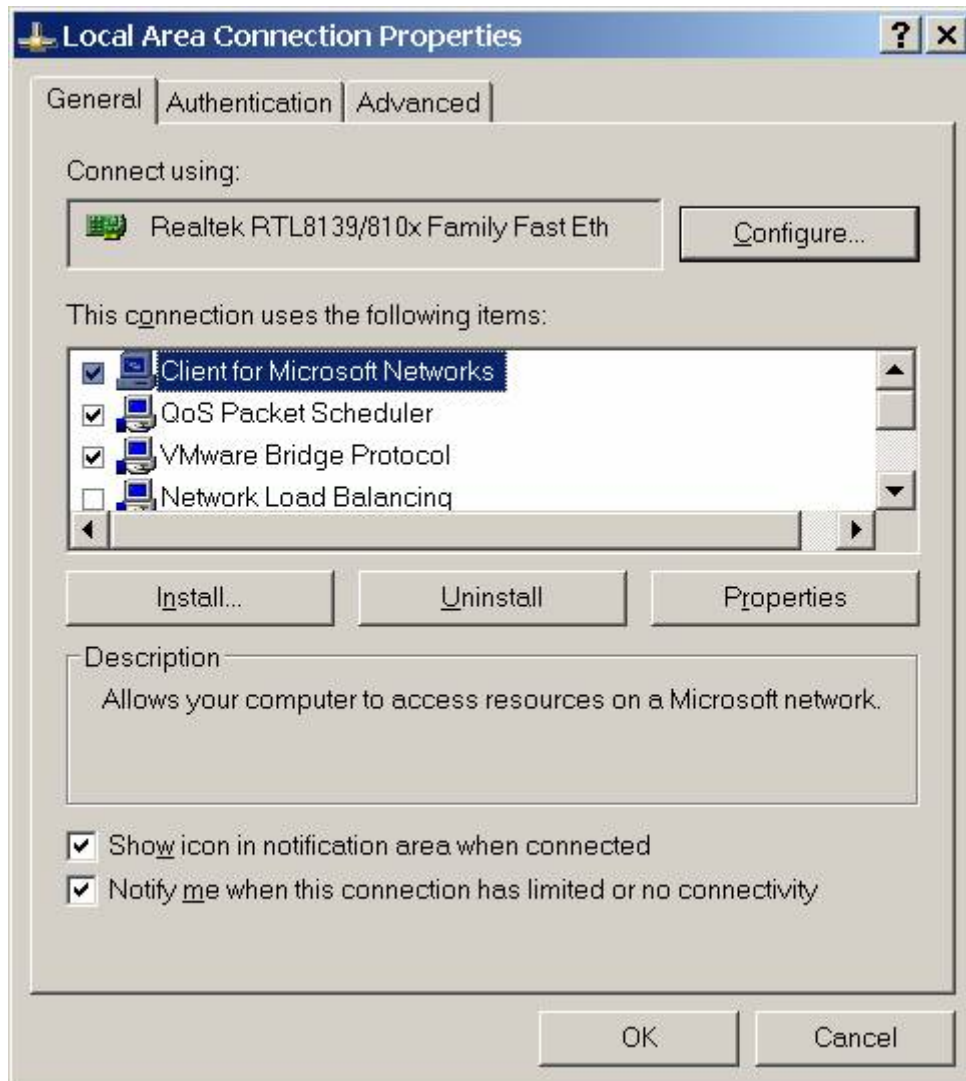 Local Area Connection Properties
General Authentication Advanced
Connect using:
Realtek RTL8139/810x Family Fast Eth
Configure...
This connection uses the following items:
Client for Microsoft Networks
QoS Packet Scheduler
VMware Bridge Protocol
Network Load Balancing
Install... Uninstall Properties
Description
Allows your computer to access resources on a Microsoft network.
Show icon in notification area when connected
Notify me when this connection has limited or no connectivity
OK Cancel